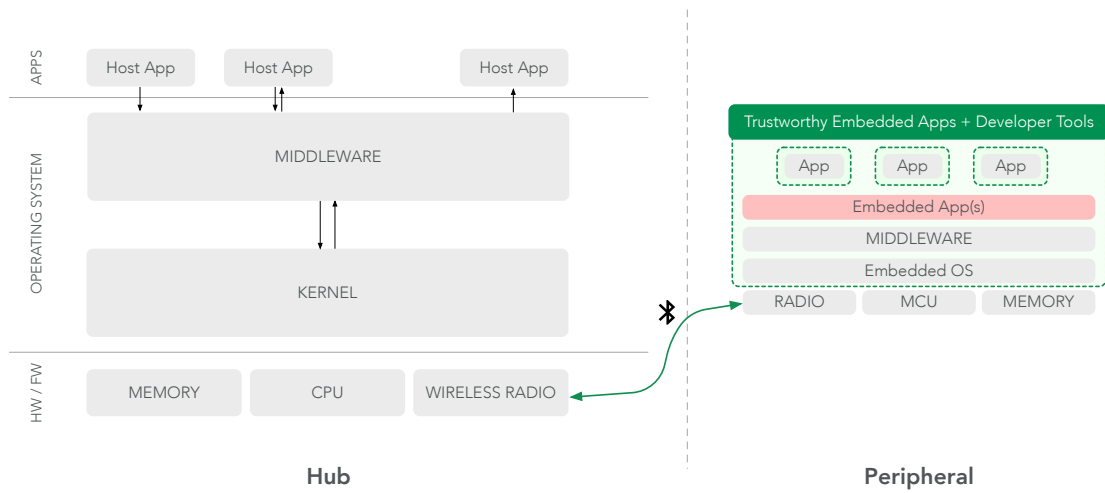 APPS
Host App
Host App
Host App
OPERATING SYSTEM
MIDDLEWARE
KERNEL
HW / FW
MEMORY
CPU
WIRELESS RADIO
Hub
Trustworthy Embedded Apps + Developer Tools
App
App
App
Embedded App(s)
MIDDLEWARE
Embedded OS
RADIO
MCU
MEMORY
Peripheral